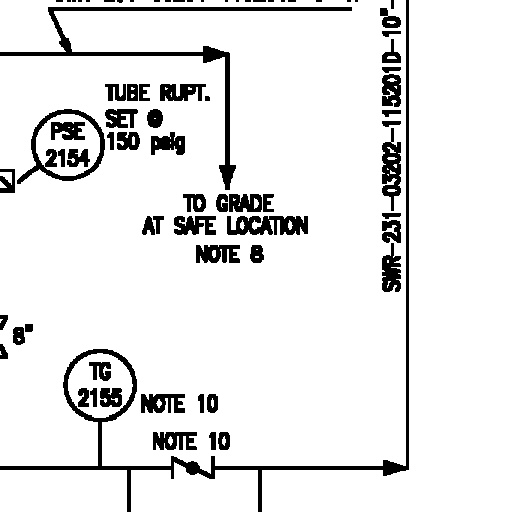 TUBE RUPT.
SET @
150 psig
PSE
2154
TO GRADE
AT SAFE LOCATION
NOTE 8
SWR-231-03202-115201D-10"-
8"
TG
2155
NOTE 10
NOTE 10